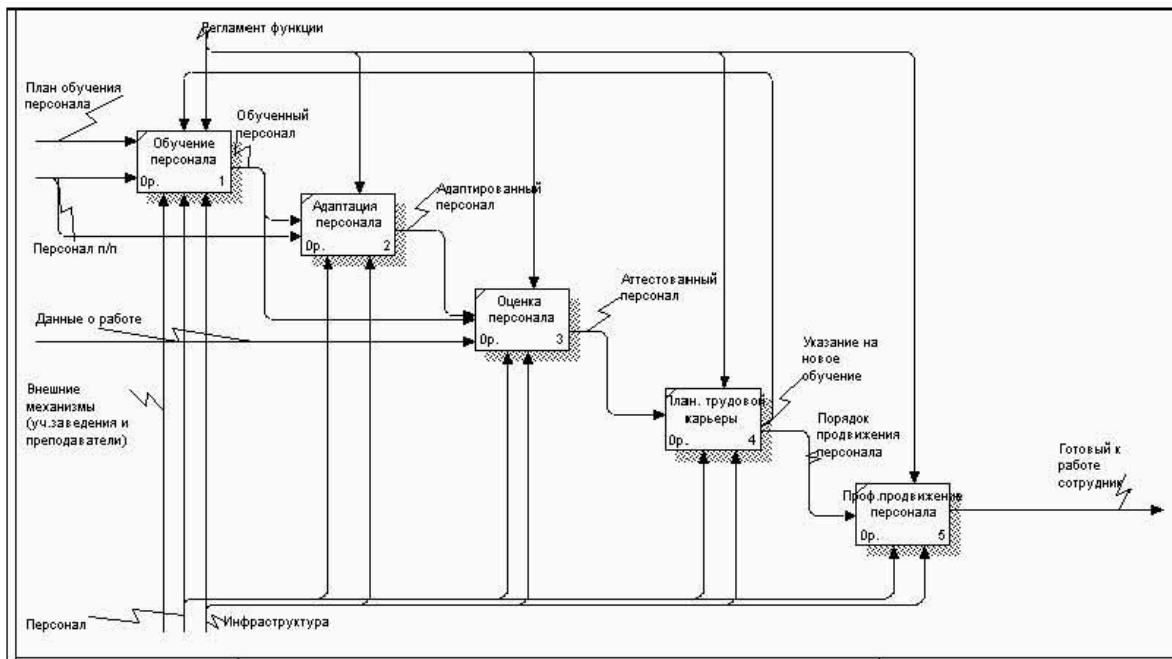 Регламент функции
План обучения
персонала
Обученный
персонал
Обучение
персонала
0р.
1
Адаптация
персонала
0р.
2
Адаптированный
персонал
Персонал п/п
Аттестованный
персонал
Оценка
персонала
0р.
3
Данные о работе
Указание на
новое
обучение
Внешние
механизмы
(уч.заведения и
преподаватели)
План. трудовой
карьеры
0р.
4
Порядок
продвижения
персонала
Готовый к
работе
сотрудник
Проф.продвижение
персонала
0р.
5
Персонал
Инфраструктура